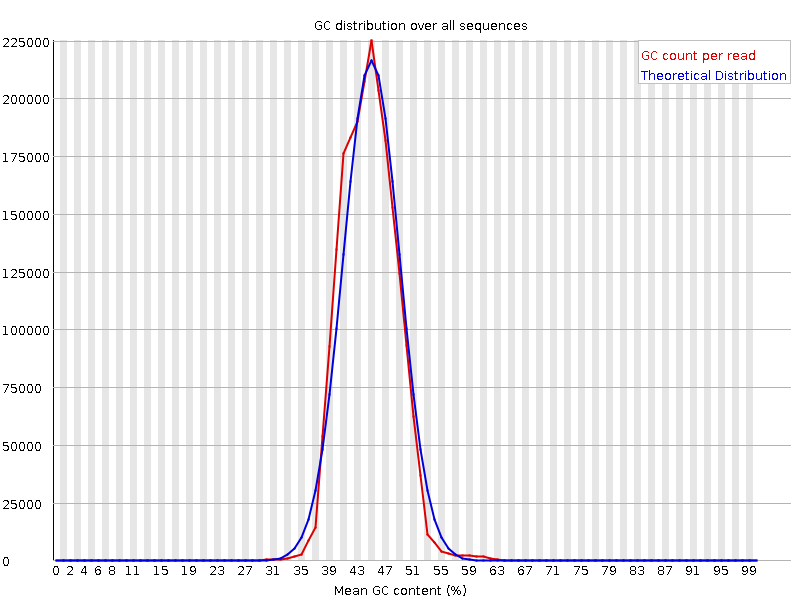 GC distribution over all sequences
GC count per read
Theoretical Distribution
225000
200000
175000
150000
125000
100000
75000
50000
25000
0
0 2 4 6 8 11 15 19 23 27 31 35 39 43 47 51 55 59 63 67 71 75 79 83 87 91 95 99
Mean GC content (%)